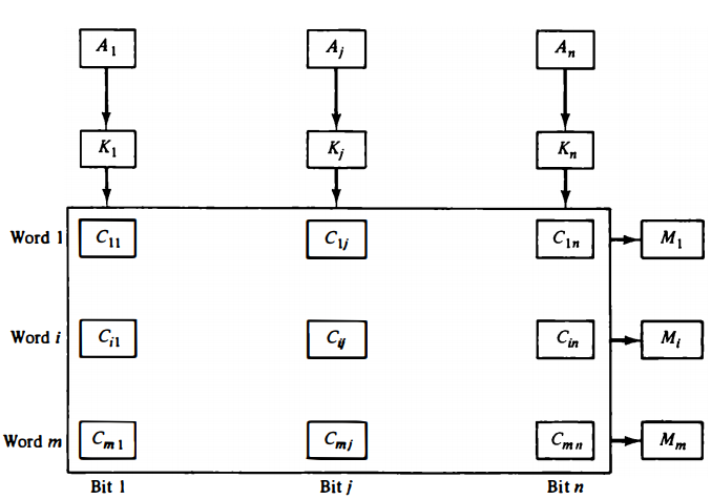 A₁ Aⱼ Aₙ
K₁ Kⱼ Kₙ
Word 1 C₁₁ C₁ⱼ C₁ₙ M₁
Word i Cᵢ₁ Cᵢⱼ Cᵢₙ Mᵢ
Word m Cₘ₁ Cₘⱼ Cₘₙ Mₘ
Bit 1 Bit j Bit n